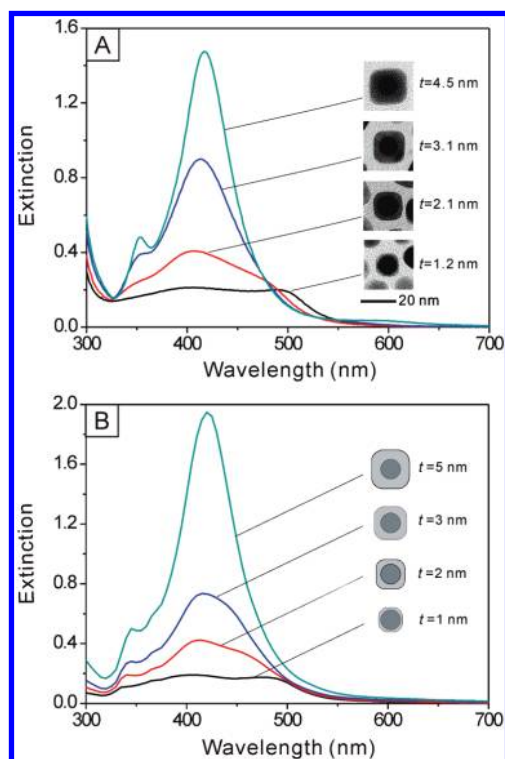 A
1.6
1.2
0.8
0.4
0.0
Extinction
t=4.5 nm
t=3.1 nm
t=2.1 nm
t=1.2 nm
20 nm
300 400 500 600 700
Wavelength (nm)
B
2.0
1.6
1.2
0.8
0.4
0.0
Extinction
t=5 nm
t=3 nm
t=2 nm
t=1 nm
300 400 500 600 700
Wavelength (nm)